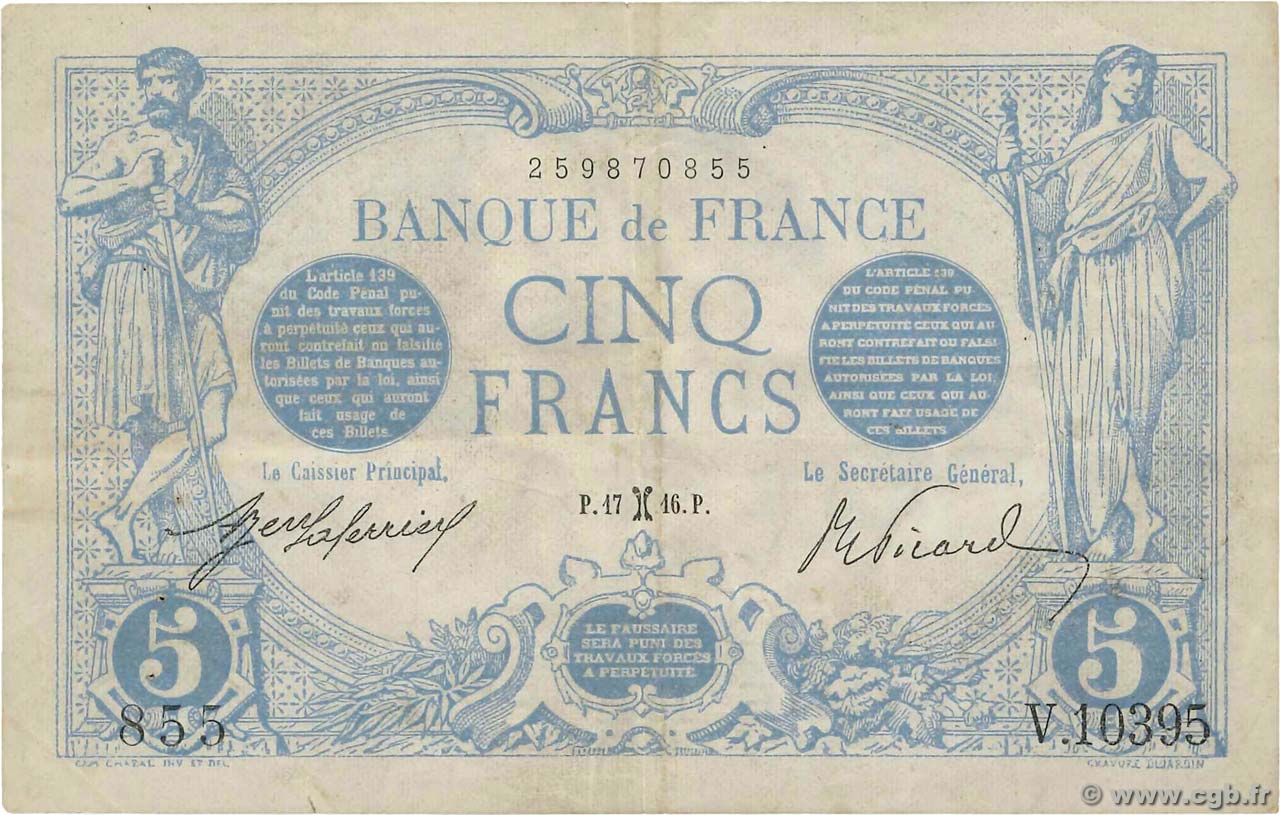 259870855
BANQUE de FRANCE
CINQ
FRANCS
L'article 139
du Code Pénal pu-
nit des travaux forcés
à perpétuité ceux qui au-
ront contrefait ou falsifié
les Billets de Banques auto-
risées par la loi, ainsi
que ceux qui auront
fait usage de
ces Billets.
L'ARTICLE 139
DU CODE PÉNAL PU-
NIT DES TRAVAUX FORCÉS
A PERPÉTUITÉ CEUX QUI AU
RONT CONTREFAIT OU FALSI
FIÉ LES BILLETS DE BANQUES
AUTORISÉES PAR LA LOI,
AINSI QUE CEUX QUI AU-
RONT FAIT USAGE DE
CES BILLETS
Le Caissier Principal,
Le Secrétaire Général,
P.17 16.P.
LE FAUSSAIRE
SERA PUNI DES
TRAVAUX FORCÉS
A PERPÉTUITÉ
5
5
855
V.10395
INV ET DEL
GRAVURE DUJARDIN
© www.cgb.fr